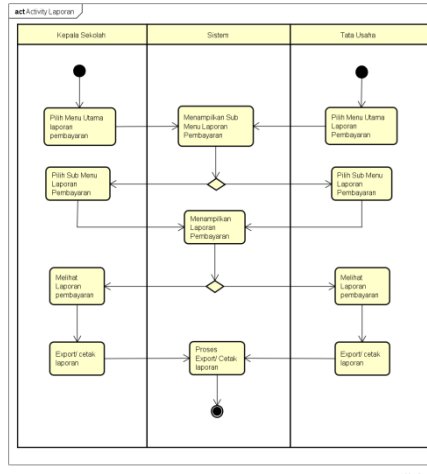 act Activity Laporan
Kepala Sekolah
Sistem
Tata Usaha
Pilih Menu Utama
laporan
pembayaran
Menampilkan Sub
Menu Laporan
Pembayaran
Pilih Menu Utama
Laporan
Pembayaran
Pilih Sub Menu
Laporan
Pembayaran
Pilih Sub Menu
Laporan
Pembayaran
Menampilkan
Laporan
Pembayaran
Melihat
Laporan
pembayaran
Melihat
Laporan
pembayaran
Export/ cetak
laporan
Proses
Export/ Cetak
laporan
Export/ cetak
laporan